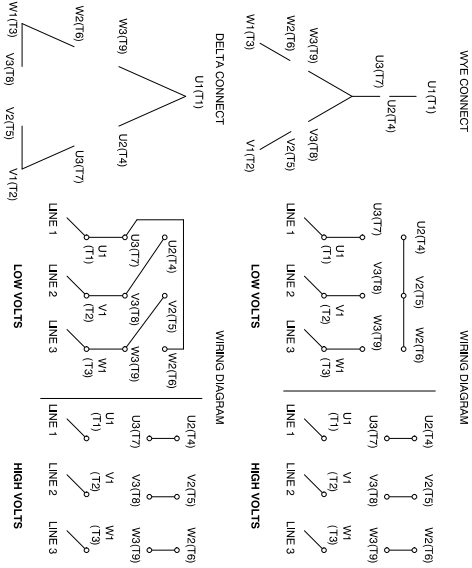 WYE CONNECT
W1(T3)
W2(T6)
W3(T9)
U3(T7)
U2(T4)
U1(T1)
V1(T2)
V2(T5)
V3(T8)
WIRING DIAGRAM
U2(T4)
V2(T5)
W2(T6)
U3(T7)
V3(T8)
W3(T9)
U1
(T1)
V1
(T2)
W1
(T3)
LINE 1
LINE 2
LINE 3
LOW VOLTS
U2(T4)
V2(T5)
W2(T6)
U3(T7)
V3(T8)
W3(T9)
U1
(T1)
V1
(T2)
W1
(T3)
LINE 1
LINE 2
LINE 3
HIGH VOLTS
DELTA CONNECT
W1(T3)
W2(T6)
W3(T9)
U1(T1)
V3(T8)
V2(T5)
U2(T4)
U3(T7)
V1(T2)
WIRING DIAGRAM
U2(T4)
V2(T5)
W2(T6)
U3(T7)
V3(T8)
W3(T9)
U1
(T1)
V1
(T2)
W1
(T3)
LINE 1
LINE 2
LINE 3
LOW VOLTS
U2(T4)
V2(T5)
W2(T6)
U3(T7)
V3(T8)
W3(T9)
U1
(T1)
V1
(T2)
W1
(T3)
LINE 1
LINE 2
LINE 3
HIGH VOLTS